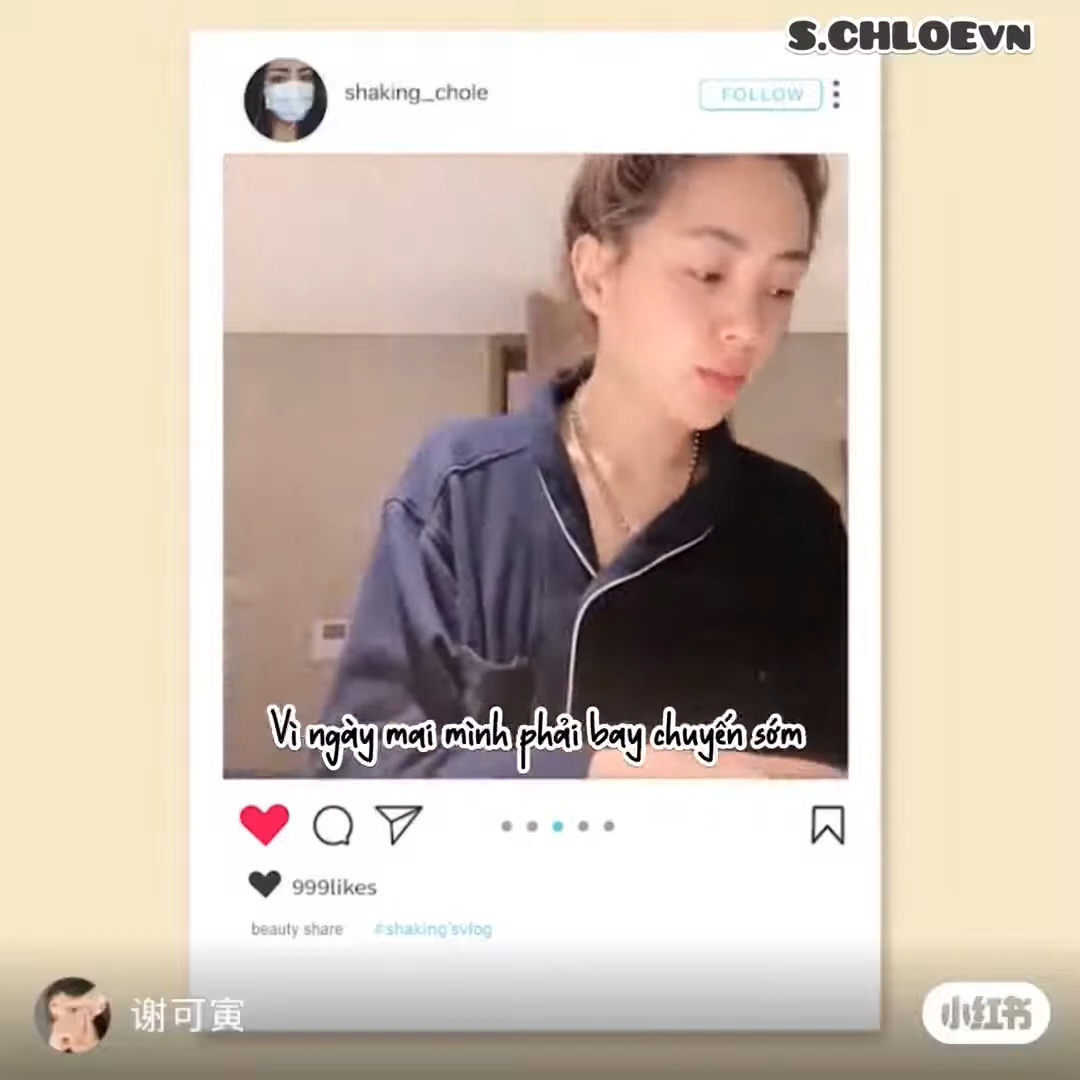 S.CHLOEVN
shaking_chole
FOLLOW
Vì ngày mai mình phải bay chuyến sớm
999likes
beauty share #shaking'svlog
谢可寅
小红书